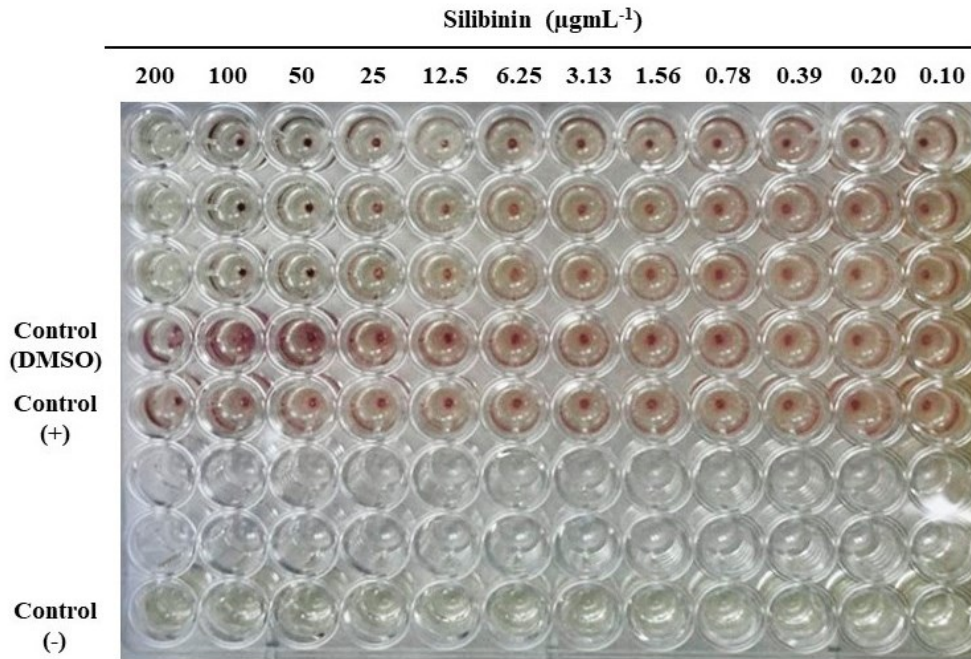 Silibinin (µgmL⁻¹)
200 100 50 25 12.5 6.25 3.13 1.56 0.78 0.39 0.20 0.10
Control
(DMSO)
Control
(+)
Control
(-)